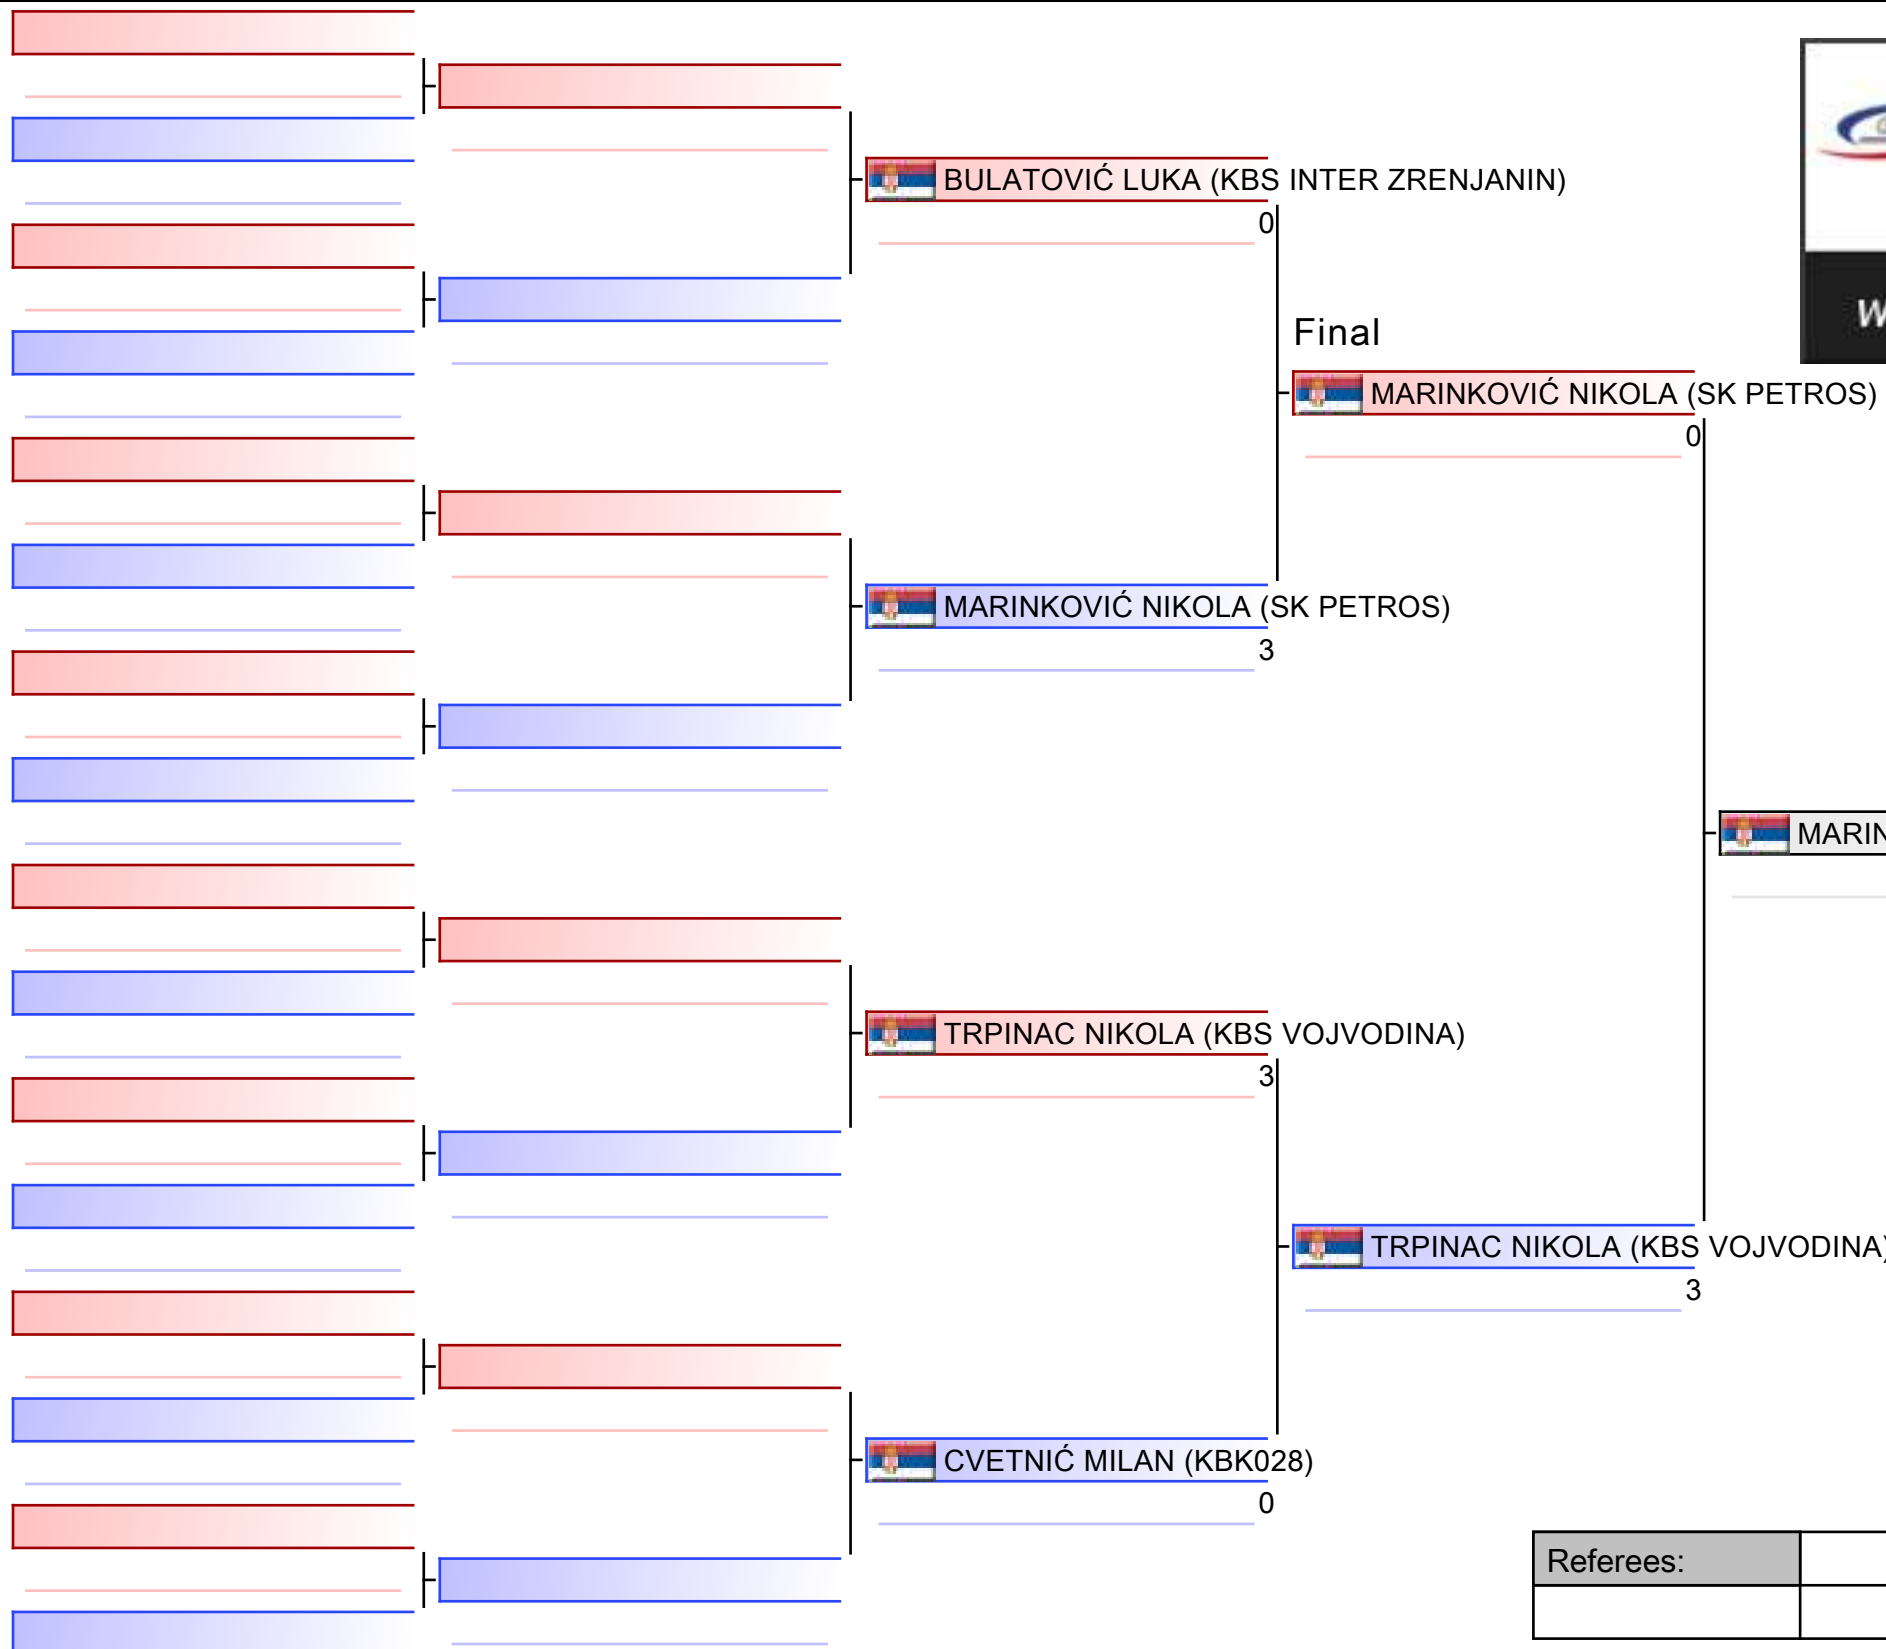 BULATOVIĆ LUKA (KBS INTER ZRENJANIN)
0
Final
MARINKOVIĆ NIKOLA (SK PETROS)
0
MARINKOVIĆ NIKOLA (SK PETROS)
3
MARIN
TRPINAC NIKOLA (KBS VOJVODINA)
3
TRPINAC NIKOLA (KBS VOJVODINA)
3
CVETNIĆ MILAN (KBK028)
0
Referees: